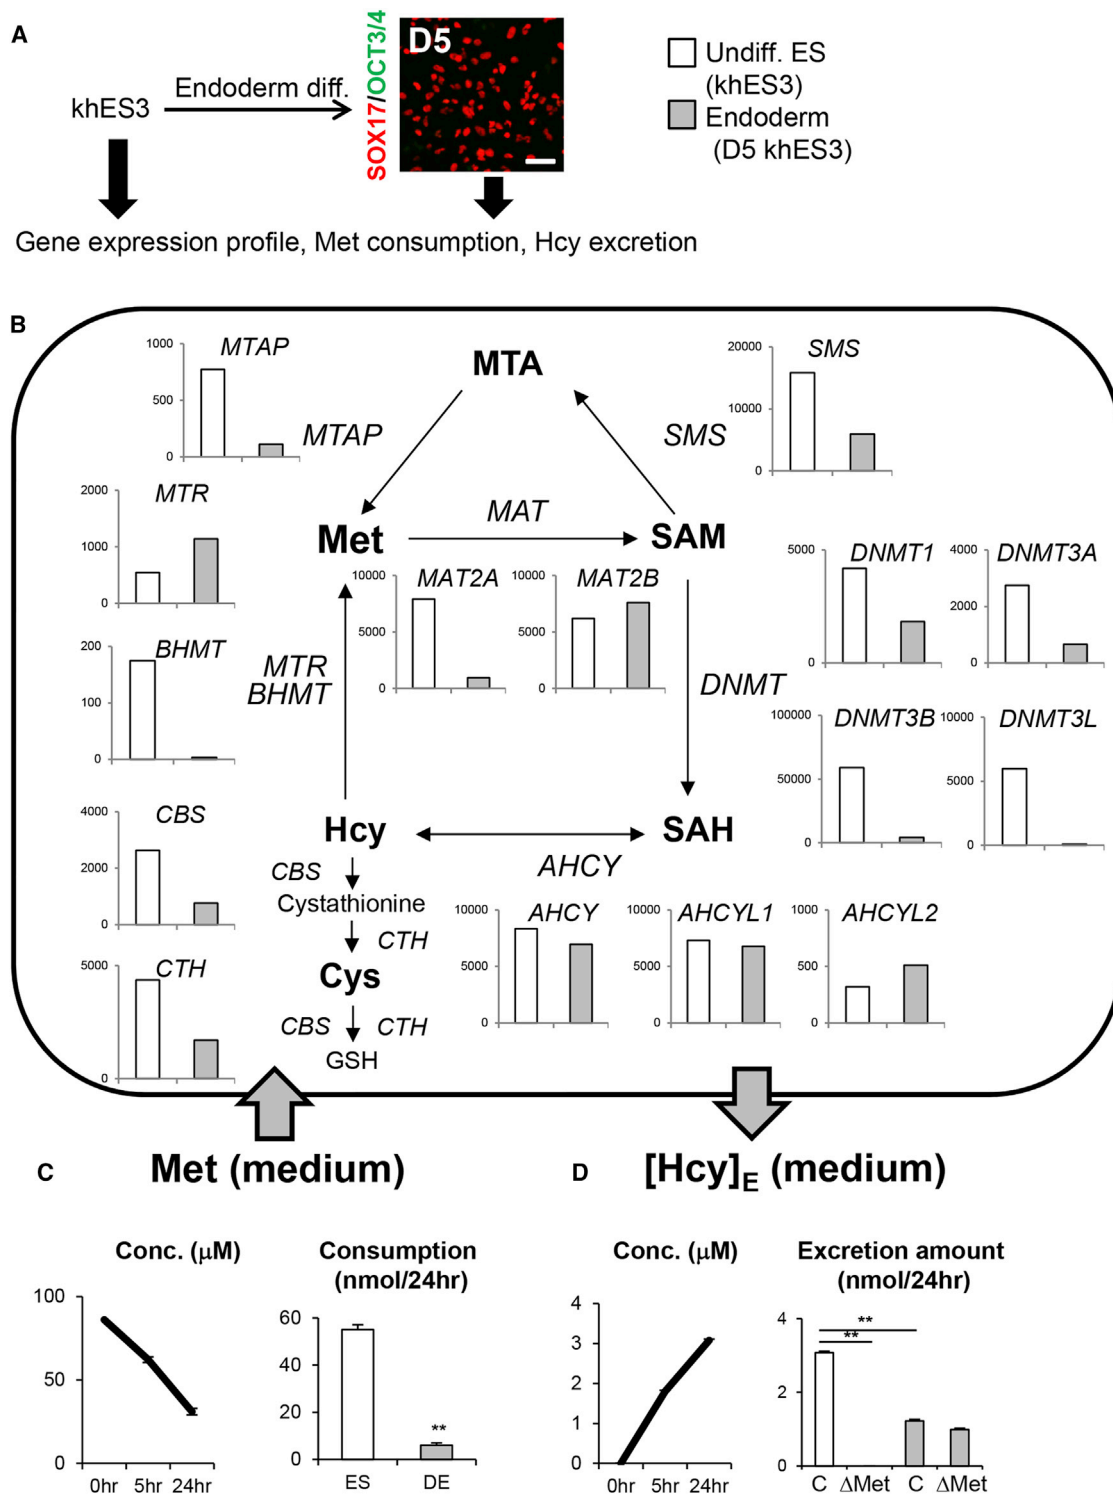 A
khES3
Endoderm diff.
SOX17/OCT3/4
D5
Undiff. ES
(khES3)
Endoderm
(D5 khES3)
Gene expression profile, Met consumption, Hcy excretion
B
MTAP
1000
500
0
MTA
MTAP
SMS
SMS
20000
10000
0
MTR
2000
1000
0
Met
MAT
SAM
MAT2A
10000
5000
0
MAT2B
10000
5000
0
DNMT1
5000
0
DNMT3A
4000
2000
0
BHMT
200
100
0
MTR
BHMT
DNMT
DNMT3B
100000
50000
0
DNMT3L
10000
5000
0
CBS
4000
2000
0
Hcy
SAH
AHCY
CBS
Cystathionine
CTH
Cys
CBS
CTH
GSH
AHCY
10000
5000
0
AHCYL1
10000
5000
0
AHCYL2
1000
500
0
CTH
5000
0
C
Met (medium)
D
[Hcy]E (medium)
Conc. (μM)
100
50
0
0hr 5hr 24hr
Consumption
(nmol/24hr)
60
40
20
0
**
ES DE
Conc. (μM)
4
3
2
1
0
0hr 5hr 24hr
Excretion amount
(nmol/24hr)
4
2
0
**
**
C ΔMet C ΔMet